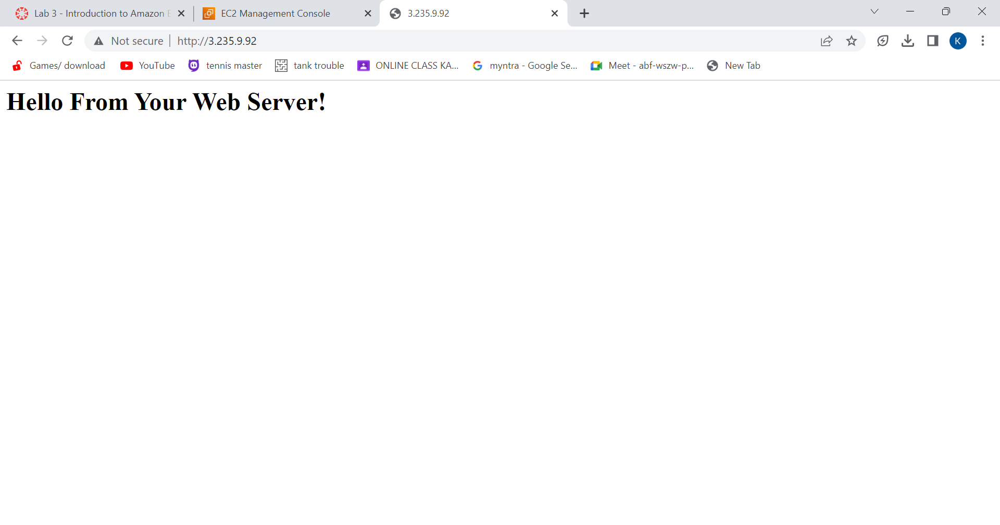 Lab 3 - Introduction to Amazon E
EC2 Management Console
3.235.9.92
Not secure
http://3.235.9.92
K
Games/ download
YouTube
tennis master
tank trouble
ONLINE CLASS KA...
myntra - Google Se...
Meet - abf-wszw-p...
New Tab
Hello From Your Web Server!